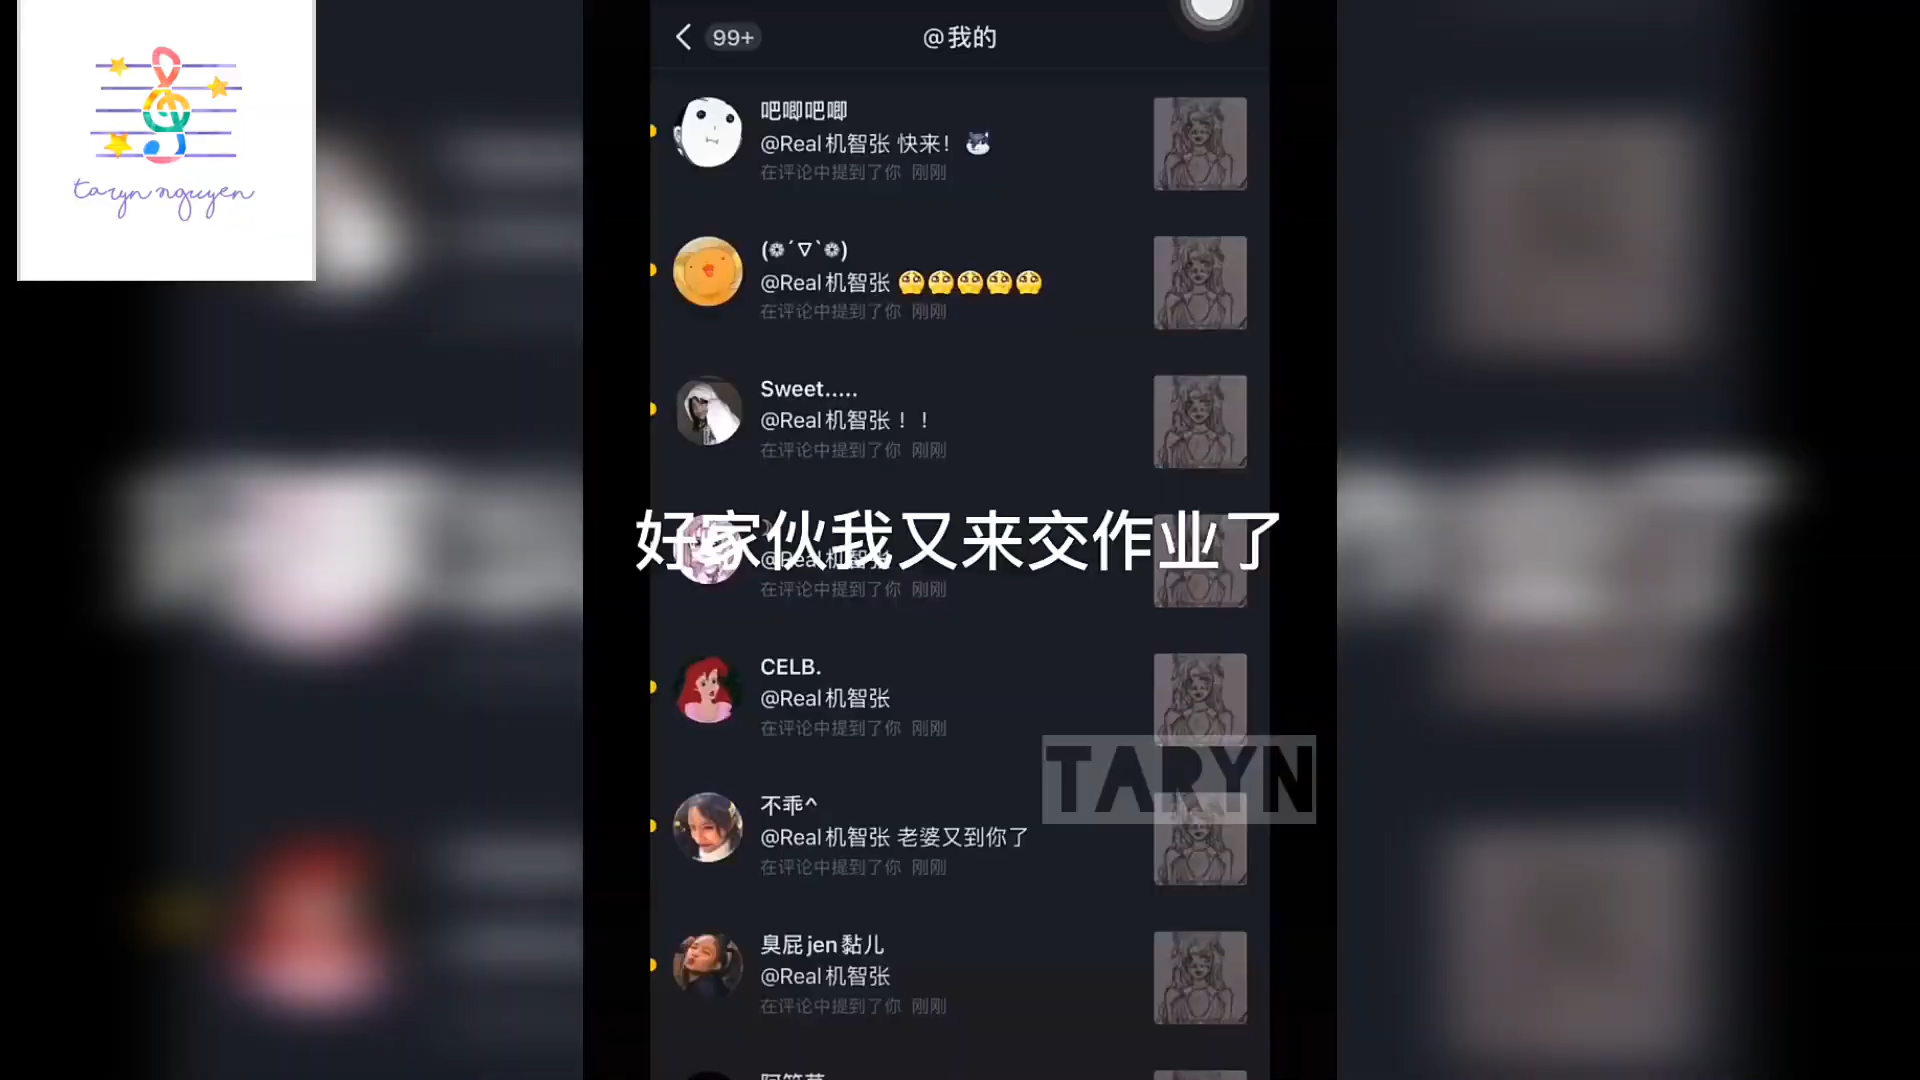 taryn nguyen
99+
@我的
吧唧吧唧
@Real机智张 快来！
在评论中提到了你 刚刚
(❁´▽`❁)
@Real机智张
在评论中提到了你 刚刚
Sweet.....
@Real机智张！！
在评论中提到了你 刚刚
好家伙我又来交作业了
@Real机智张
在评论中提到了你 刚刚
CELB.
@Real机智张
在评论中提到了你 刚刚
TARYN
不乖^
@Real机智张 老婆又到你了
在评论中提到了你 刚刚
臭屁jen黏儿
@Real机智张
在评论中提到了你 刚刚